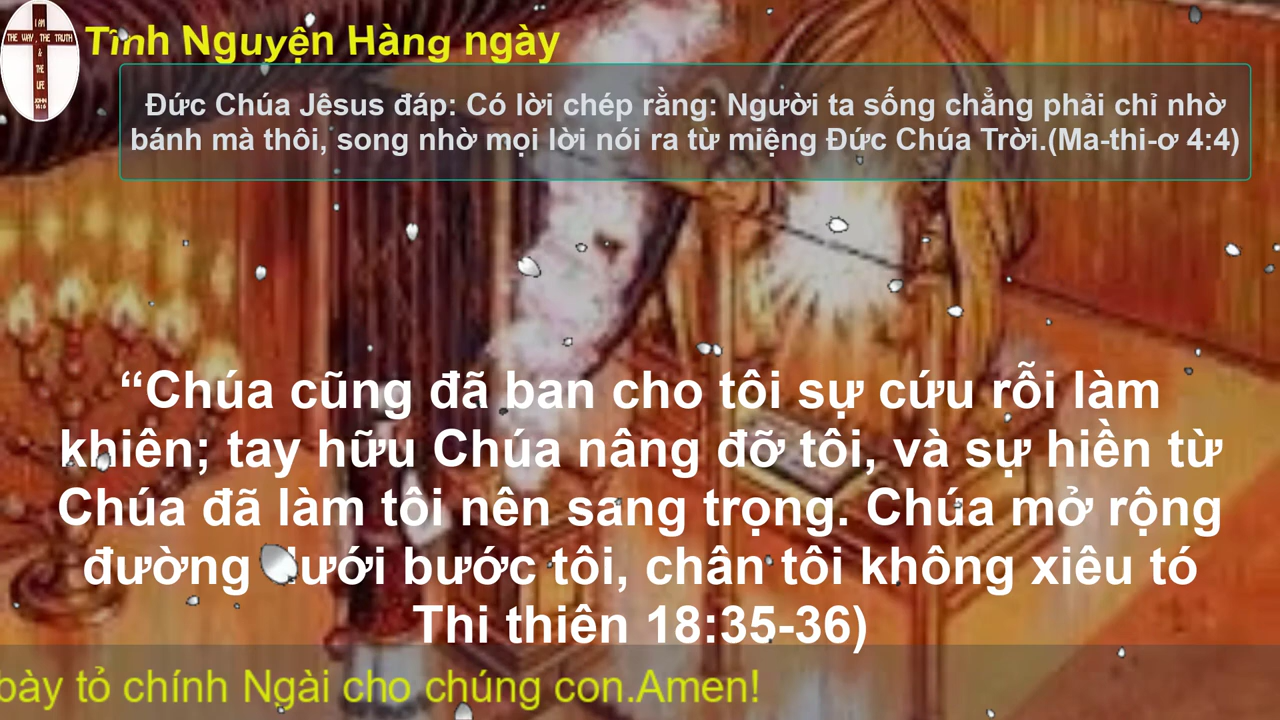 I AM
THE WAY, THE TRUTH
&
THE
LIFE
JOHN
14:6
Tĩnh Nguyện Hàng ngày
Đức Chúa Jêsus đáp: Có lời chép rằng: Người ta sống chẳng phải chỉ nhờ
bánh mà thôi, song nhờ mọi lời nói ra từ miệng Đức Chúa Trời.(Ma-thi-ơ 4:4)
“Chúa cũng đã ban cho tôi sự cứu rỗi làm
khiên; tay hữu Chúa nâng đỡ tôi, và sự hiền từ
Chúa đã làm tôi nên sang trọng. Chúa mở rộng
đường dưới bước tôi, chân tôi không xiêu tó
Thi thiên 18:35-36)
bày tỏ chính Ngài cho chúng con.Amen!